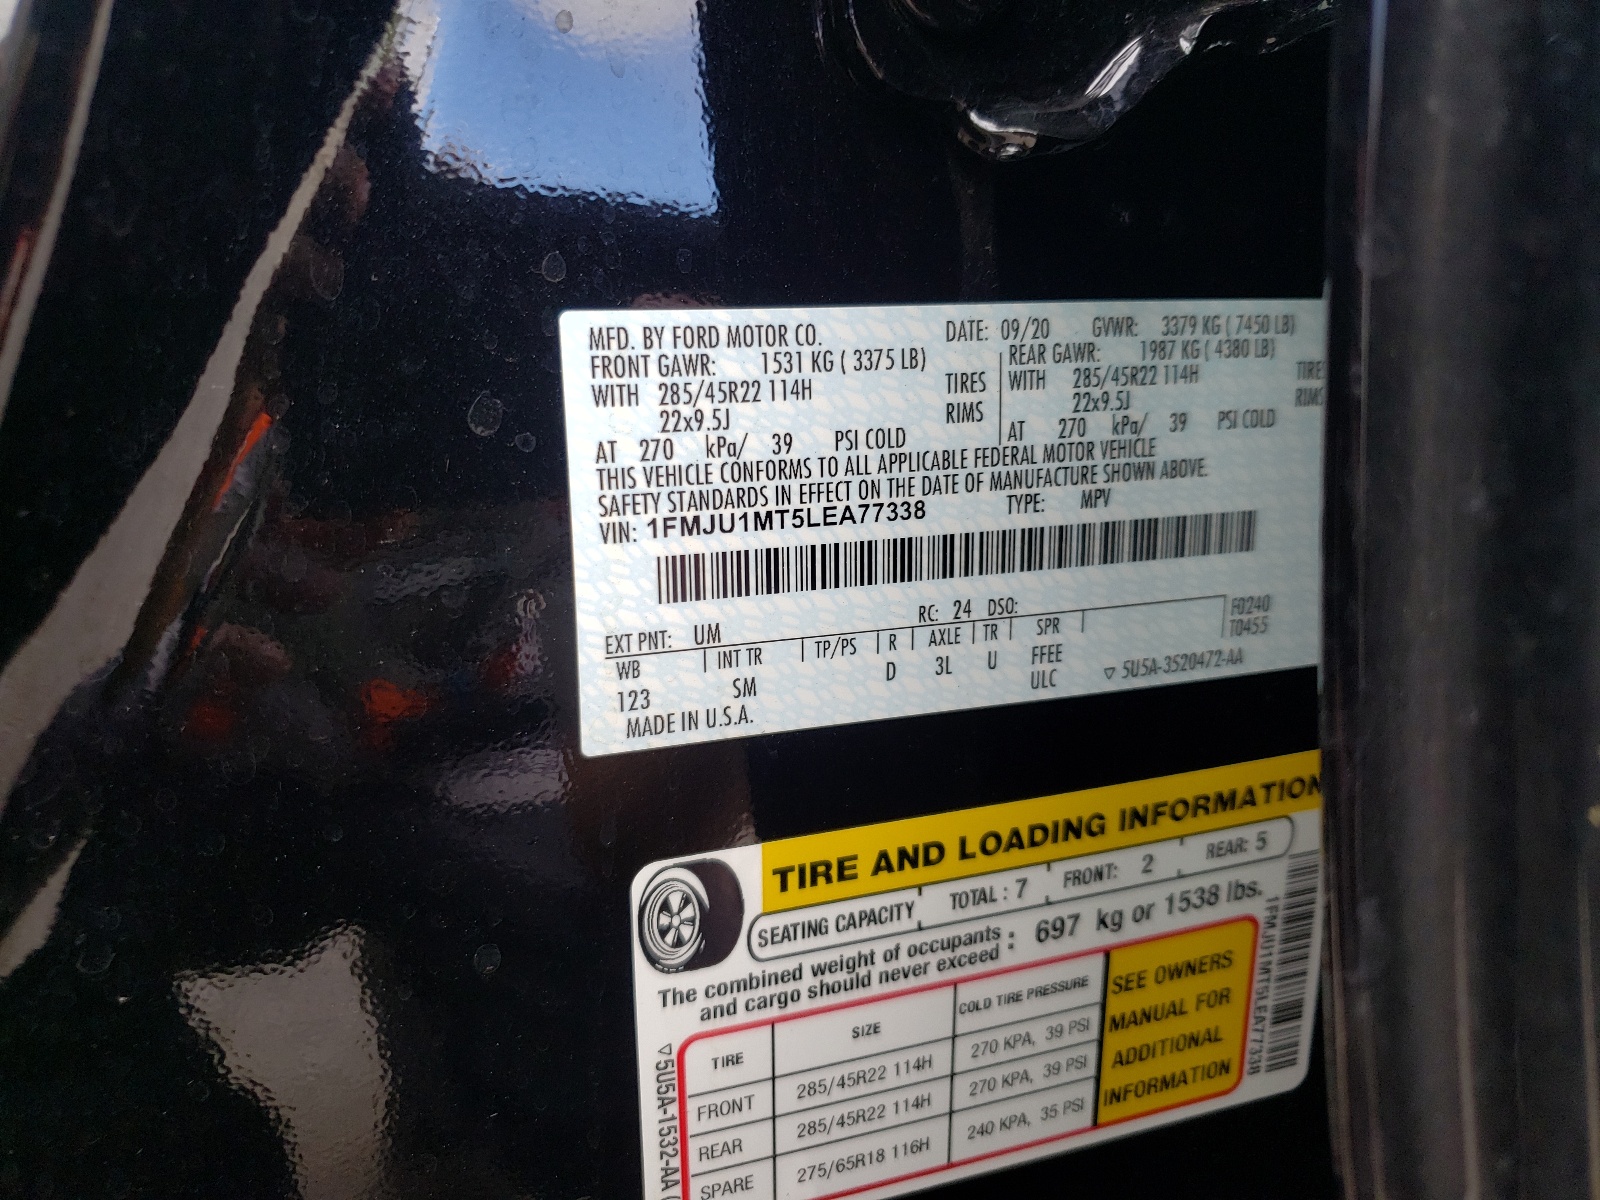 MFD. BY FORD MOTOR CO. DATE: 09/20 GVWR: 3379 KG ( 7450 LB)
FRONT GAWR: 1531 KG ( 3375 LB) REAR GAWR: 1987 KG ( 4380 LB)
WITH 285/45R22 114H TIRES WITH 285/45R22 114H TIRE
22x9.5J RIMS 22x9.5J RIMS
AT 270 kPa/ 39 PSI COLD AT 270 kPa/ 39 PSI COLD
THIS VEHICLE CONFORMS TO ALL APPLICABLE FEDERAL MOTOR VEHICLE
SAFETY STANDARDS IN EFFECT ON THE DATE OF MANUFACTURE SHOWN ABOVE.
VIN: 1FMJU1MT5LEA77338 TYPE: MPV
EXT PNT: UM RC: 24 DSO: F0240
T0455
WB INT TR TP/PS R AXLE TR SPR
123 SM D 3L U FFEE
ULC ▽ 5U5A-3520472-AA
MADE IN U.S.A.
TIRE AND LOADING INFORMATION
SEATING CAPACITY TOTAL : 7 FRONT: 2 REAR: 5
The combined weight of occupants : 697 kg or 1538 lbs.
and cargo should never exceed :
TIRE SIZE COLD TIRE PRESSURE
FRONT 285/45R22 114H 270 KPA, 39 PSI
REAR 285/45R22 114H 270 KPA, 39 PSI
SPARE 275/65R18 116H 240 KPA, 35 PSI
SEE OWNERS
MANUAL FOR
ADDITIONAL
INFORMATION
1FMJU1MT5LEA77338
▽5U5A-1532-AA